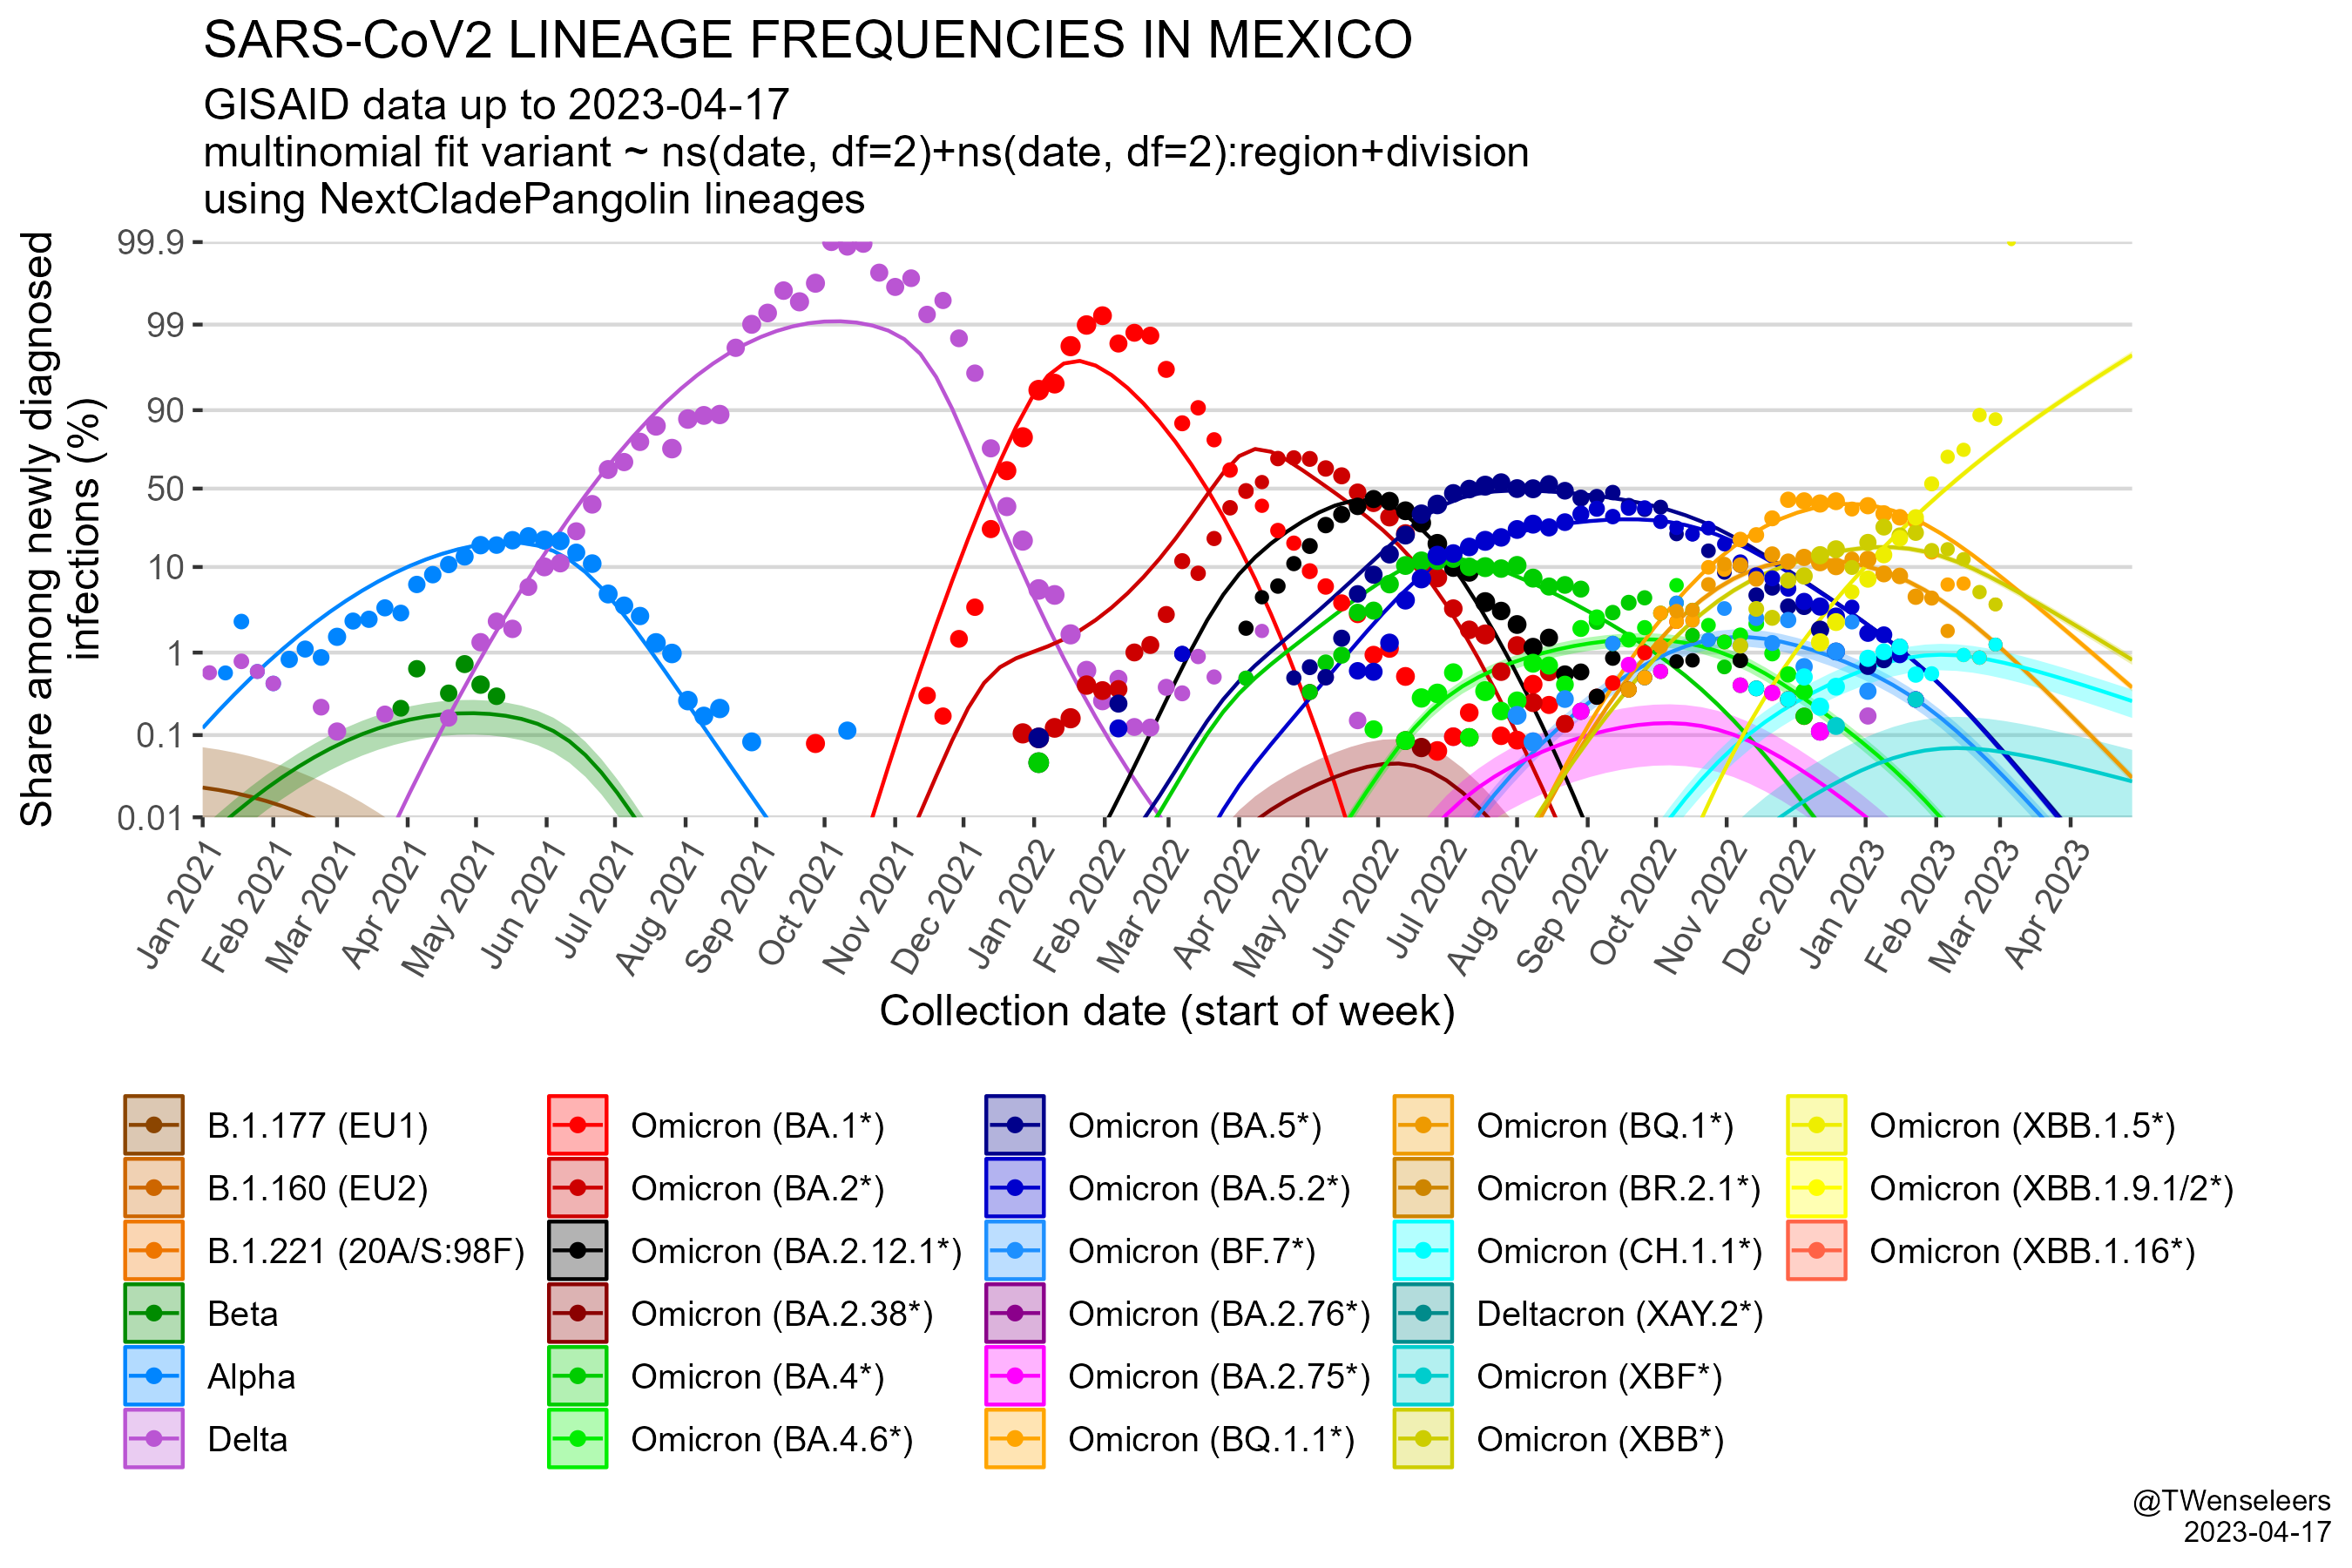 SARS-CoV2 LINEAGE FREQUENCIES IN MEXICO
GISAID data up to 2023-04-17
multinomial fit variant ~ ns(date, df=2)+ns(date, df=2):region+division
using NextCladePangolin lineages
Share among newly diagnosed
infections (%)
99.9
99
90
50
10
1
0.1
0.01
Jan 2021
Feb 2021
Mar 2021
Apr 2021
May 2021
Jun 2021
Jul 2021
Aug 2021
Sep 2021
Oct 2021
Nov 2021
Dec 2021
Jan 2022
Feb 2022
Mar 2022
Apr 2022
May 2022
Jun 2022
Jul 2022
Aug 2022
Sep 2022
Oct 2022
Nov 2022
Dec 2022
Jan 2023
Feb 2023
Mar 2023
Apr 2023
Collection date (start of week)
B.1.177 (EU1)
B.1.160 (EU2)
B.1.221 (20A/S:98F)
Beta
Alpha
Delta
Omicron (BA.1*)
Omicron (BA.2*)
Omicron (BA.2.12.1*)
Omicron (BA.2.38*)
Omicron (BA.4*)
Omicron (BA.4.6*)
Omicron (BA.5*)
Omicron (BA.5.2*)
Omicron (BF.7*)
Omicron (BA.2.76*)
Omicron (BA.2.75*)
Omicron (BQ.1.1*)
Omicron (BQ.1*)
Omicron (BR.2.1*)
Omicron (CH.1.1*)
Deltacron (XAY.2*)
Omicron (XBF*)
Omicron (XBB*)
Omicron (XBB.1.5*)
Omicron (XBB.1.9.1/2*)
Omicron (XBB.1.16*)
@TWenseleers
2023-04-17